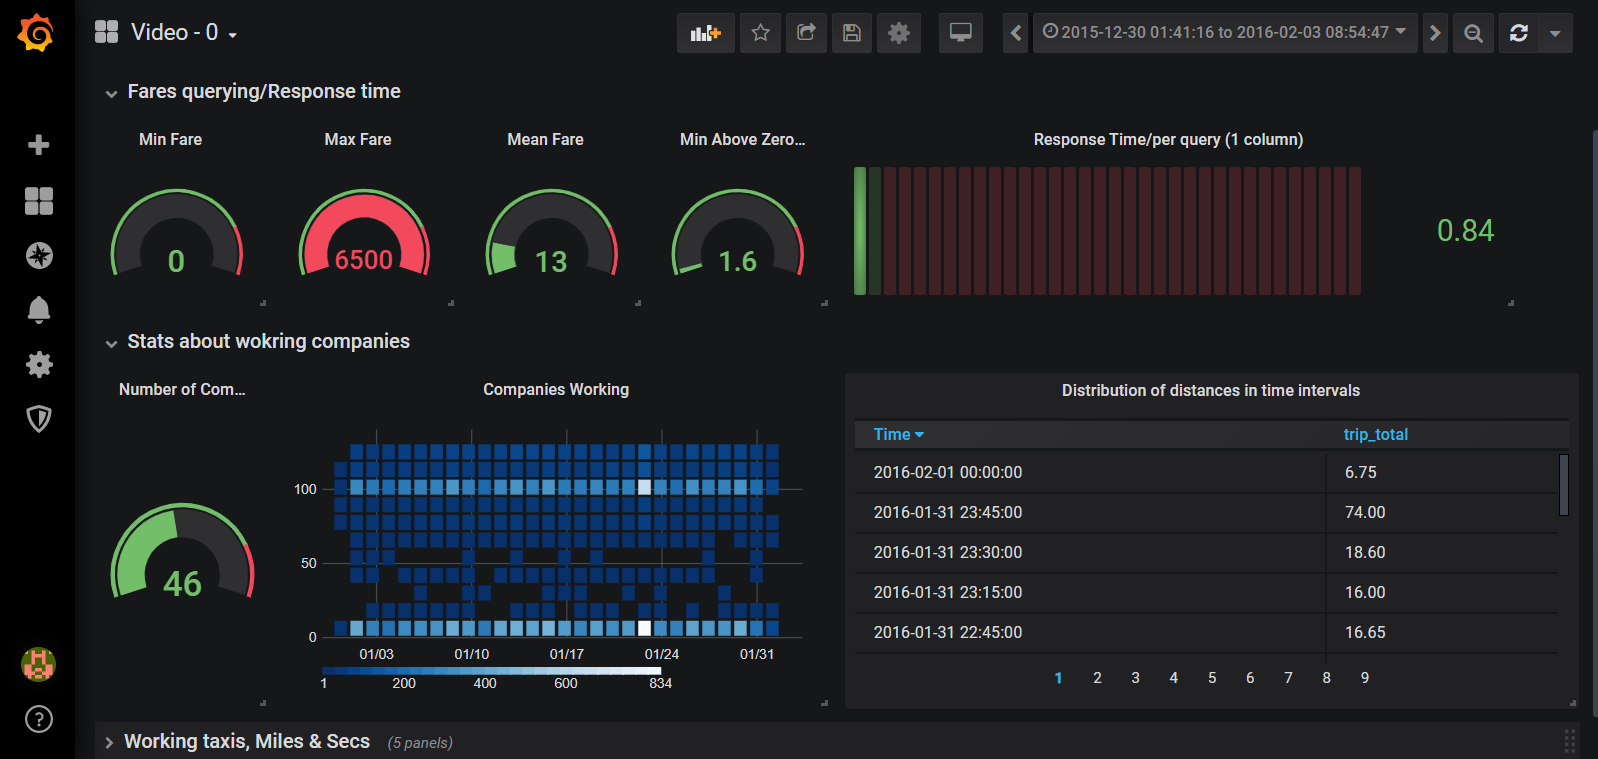 Video - 0
2015-12-30 01:41:16 to 2016-02-03 08:54:47
Fares querying/Response time
Min Fare
Max Fare
Mean Fare
Min Above Zero...
Response Time/per query (1 column)
0
6500
13
1.6
0.84
Stats about wokring companies
Number of Com...
Companies Working
Distribution of distances in time intervals
46
100
50
0
01/03 01/10 01/17 01/24 01/31
1 200 400 600 834
Time trip_total
2016-02-01 00:00:00 6.75
2016-01-31 23:45:00 74.00
2016-01-31 23:30:00 18.60
2016-01-31 23:15:00 16.00
2016-01-31 22:45:00 16.65
1 2 3 4 5 6 7 8 9
?
Working taxis, Miles & Secs (5 panels)